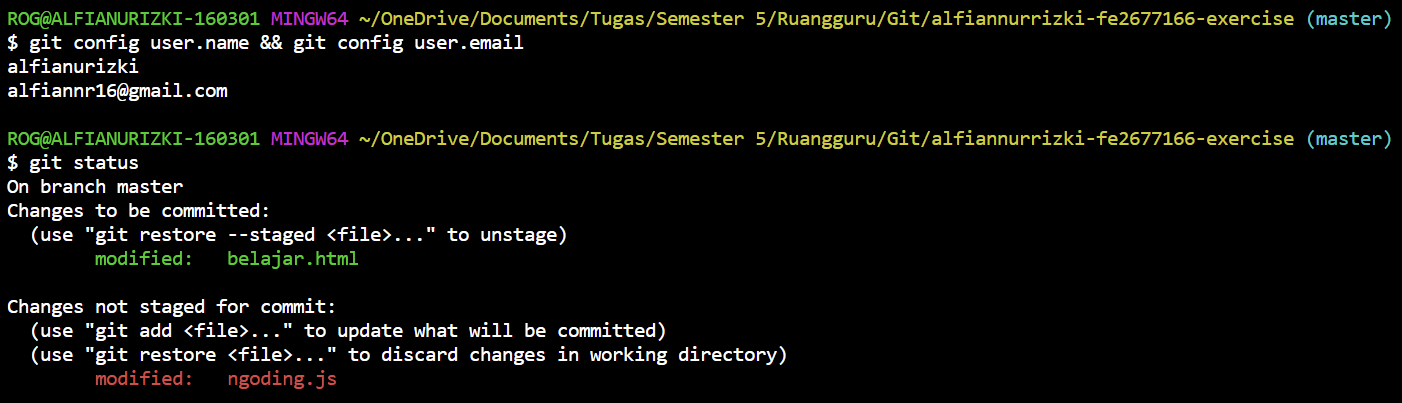 ROG@ALFIANURIZKI-160301 MINGW64 ~/OneDrive/Documents/Tugas/Semester 5/Ruangguru/Git/alfiannurrizki-fe2677166-exercise (master)
$ git config user.name && git config user.email
alfianurizki
alfiannr16@gmail.com

ROG@ALFIANURIZKI-160301 MINGW64 ~/OneDrive/Documents/Tugas/Semester 5/Ruangguru/Git/alfiannurrizki-fe2677166-exercise (master)
$ git status
On branch master
Changes to be committed:
  (use "git restore --staged <file>..." to unstage)
        modified:   belajar.html

Changes not staged for commit:
  (use "git add <file>..." to update what will be committed)
  (use "git restore <file>..." to discard changes in working directory)
        modified:   ngoding.js